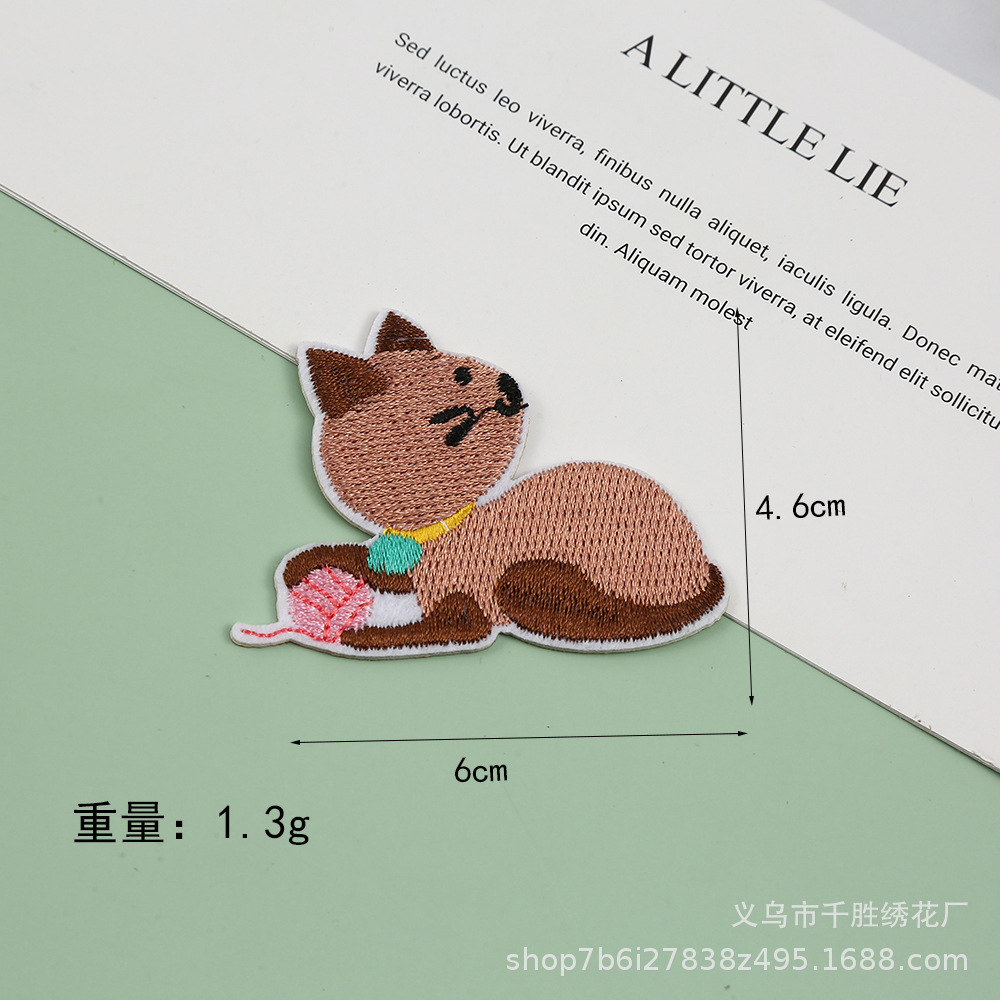 A LITTLE LIE
Sed luctus leo viverra, finibus nulla aliquet, iaculis ligula. Donec mat
viverra lobortis. Ut blandit ipsum sed tortor viverra, at eleifend elit sollicitu
din. Aliquam molest
4.6cm
6cm
重量：1.3g
义乌市千胜绣花厂
shop7b6i27838z495.1688.com